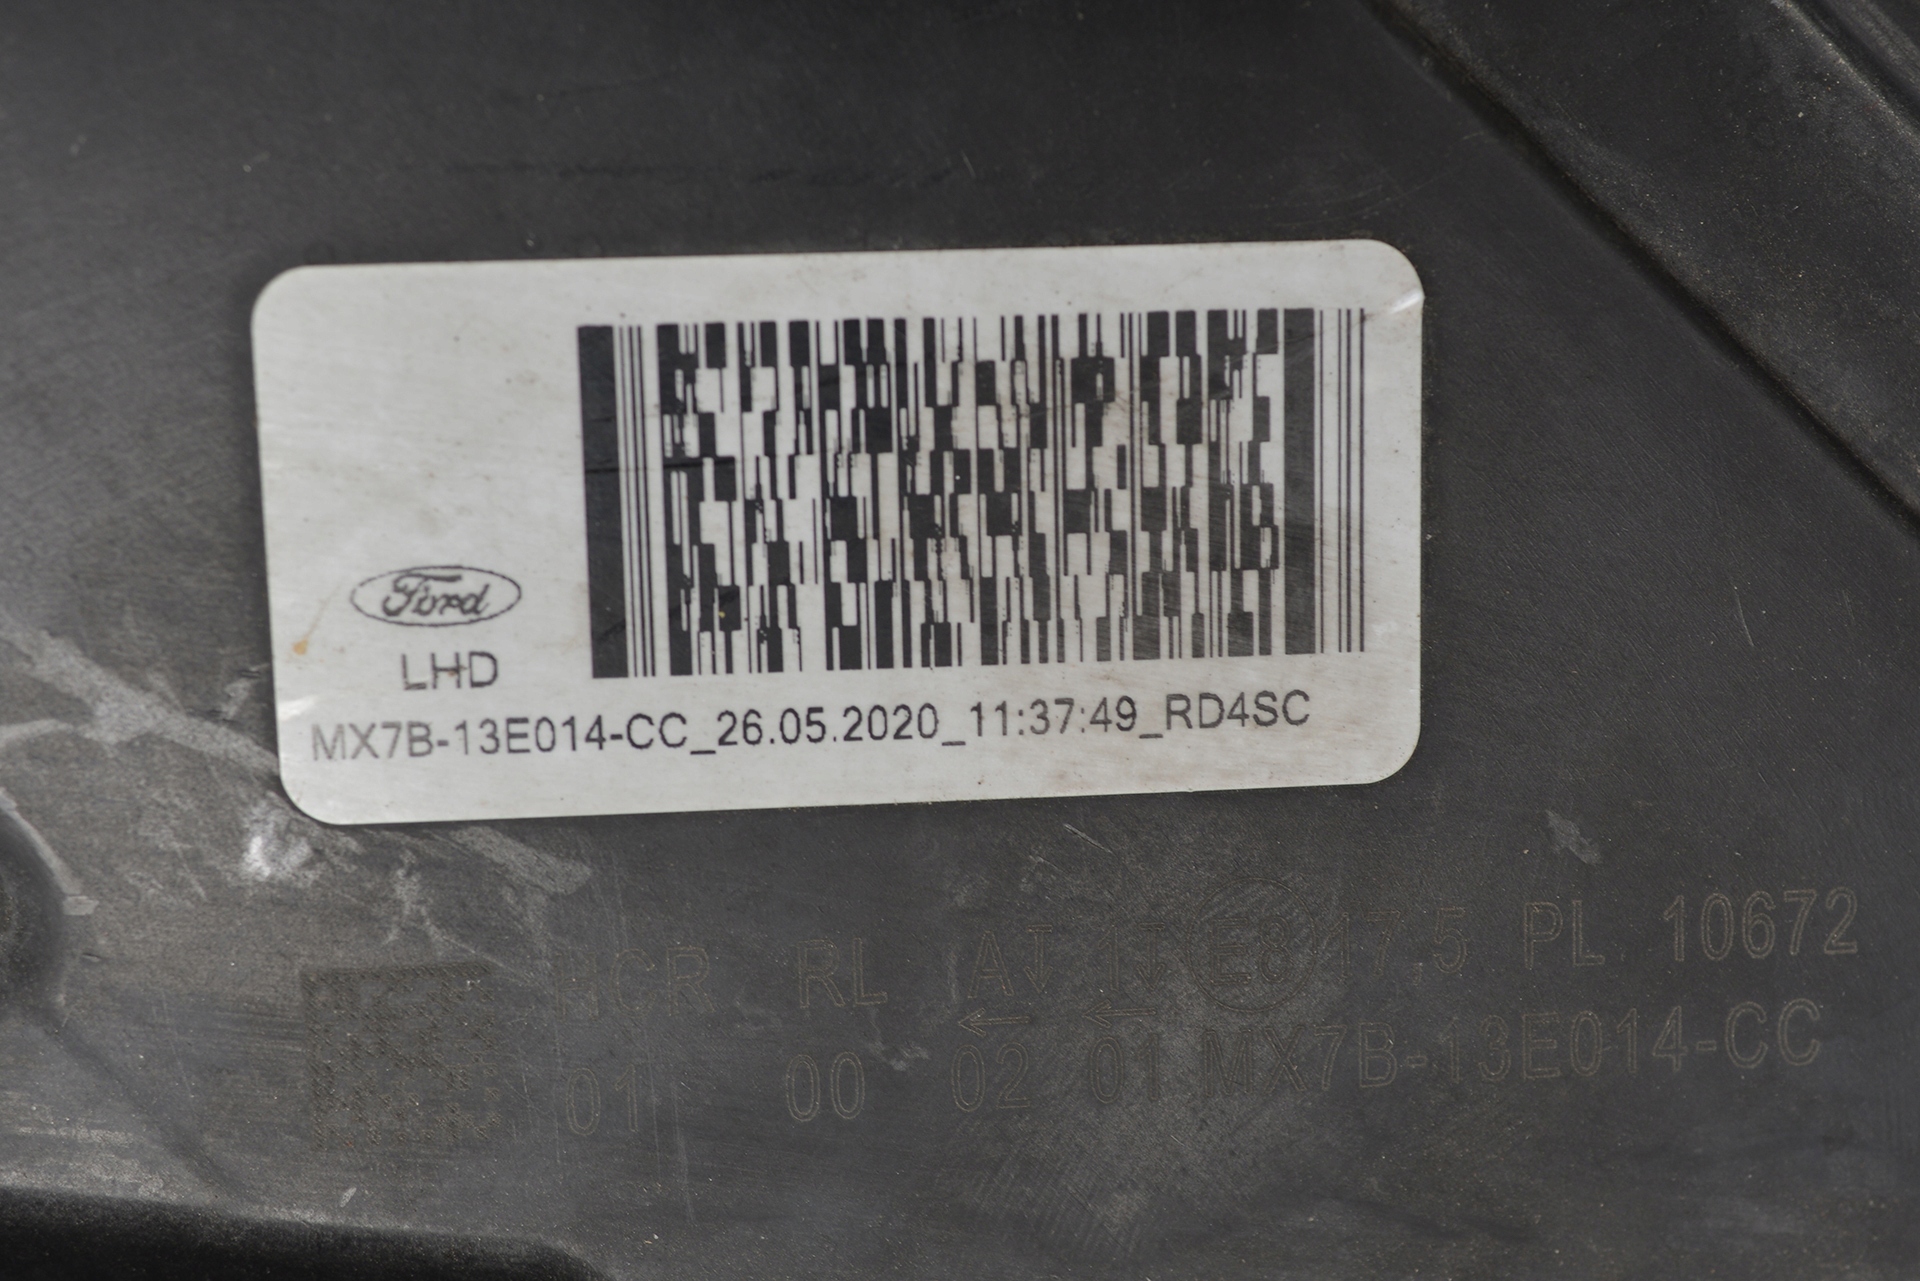 Ford
LHD
MX7B-13E014-CC_26.05.2020_11:37:49_RD4SC
HCR RL AT 1T E8 17.5 PL 10672
← ←
01 00 02 01 MX7B-13E014-CC